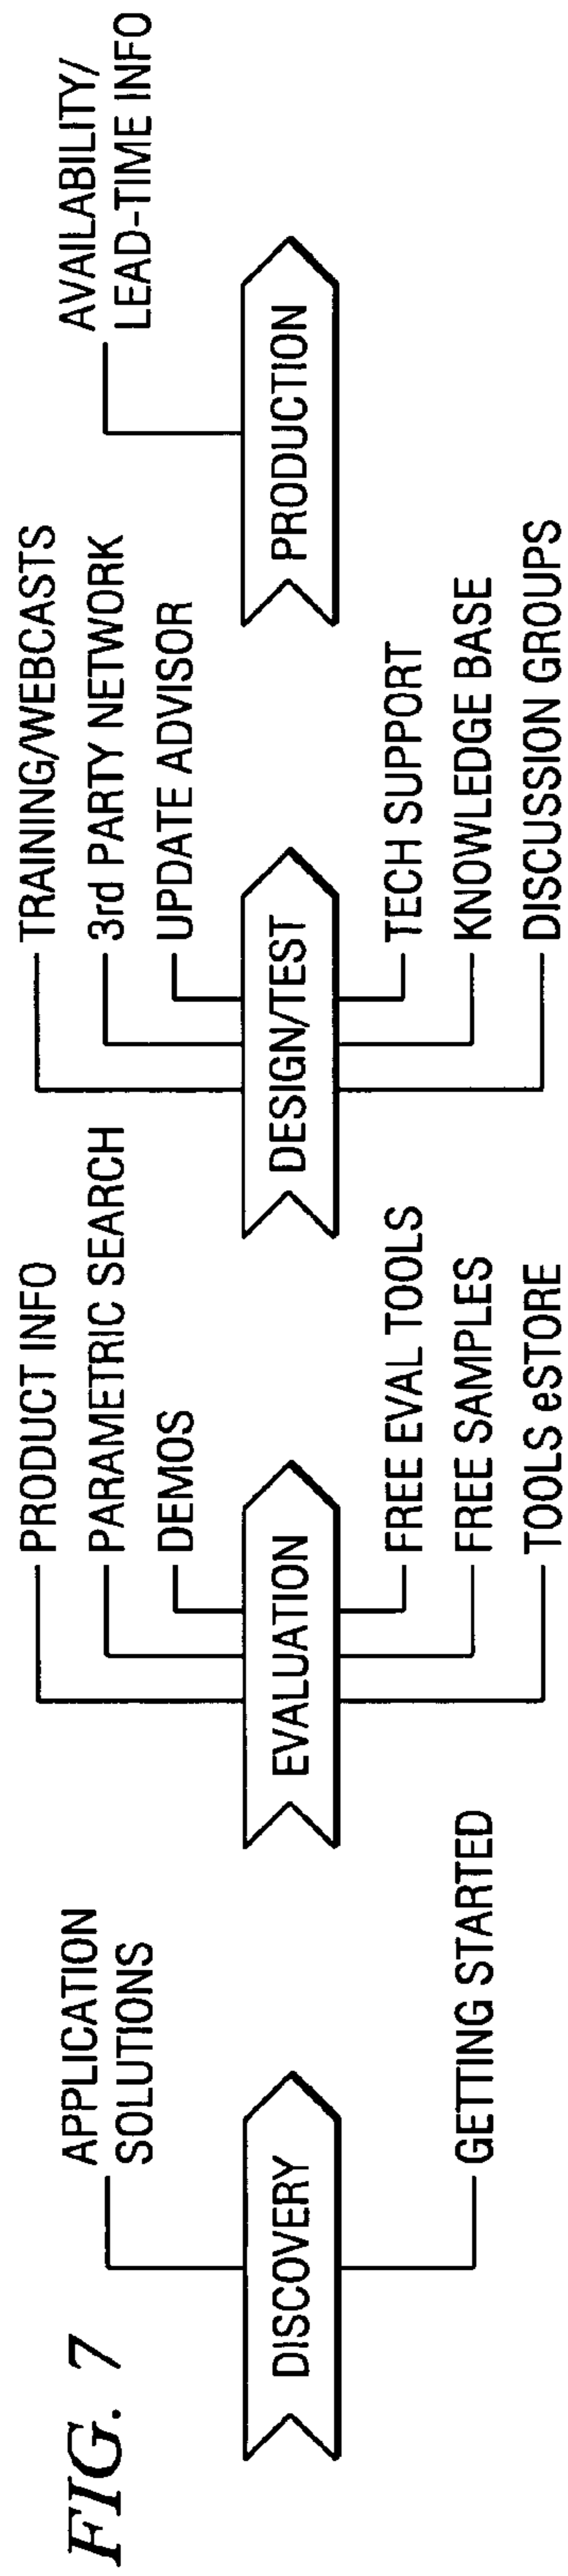 FIG. 7
DISCOVERY
APPLICATION
SOLUTIONS
GETTING STARTED
EVALUATION
PRODUCT INFO
PARAMETRIC SEARCH
DEMOS
FREE EVAL TOOLS
FREE SAMPLES
TOOLS eSTORE
DESIGN/TEST
TRAINING/WEBCASTS
3rd PARTY NETWORK
UPDATE ADVISOR
TECH SUPPORT
KNOWLEDGE BASE
DISCUSSION GROUPS
PRODUCTION
AVAILABILITY/
LEAD-TIME INFO